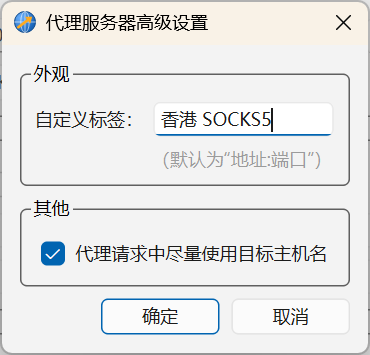 代理服务器高级设置
外观
自定义标签：
香港 SOCKS5
（默认为“地址:端口”）
其他
代理请求中尽量使用目标主机名
确定
取消